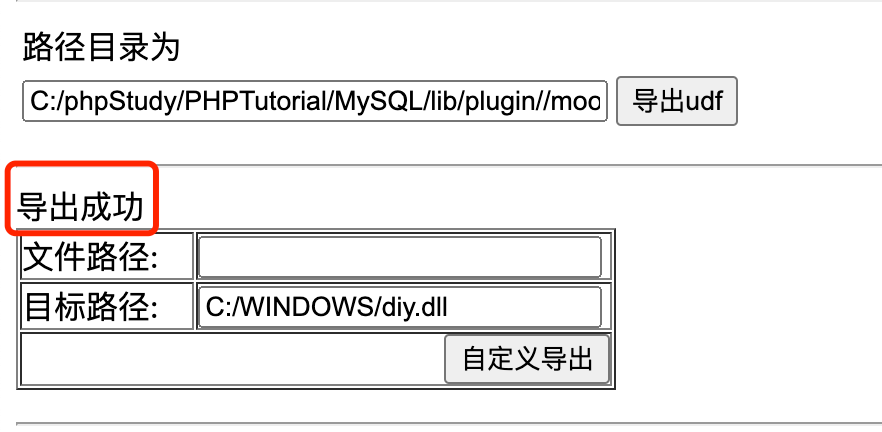 路径目录为
C:/phpStudy/PHPTutorial/MySQL/lib/plugin//moo 导出udf
导出成功
文件路径:
目标路径: C:/WINDOWS/diy.dll
自定义导出